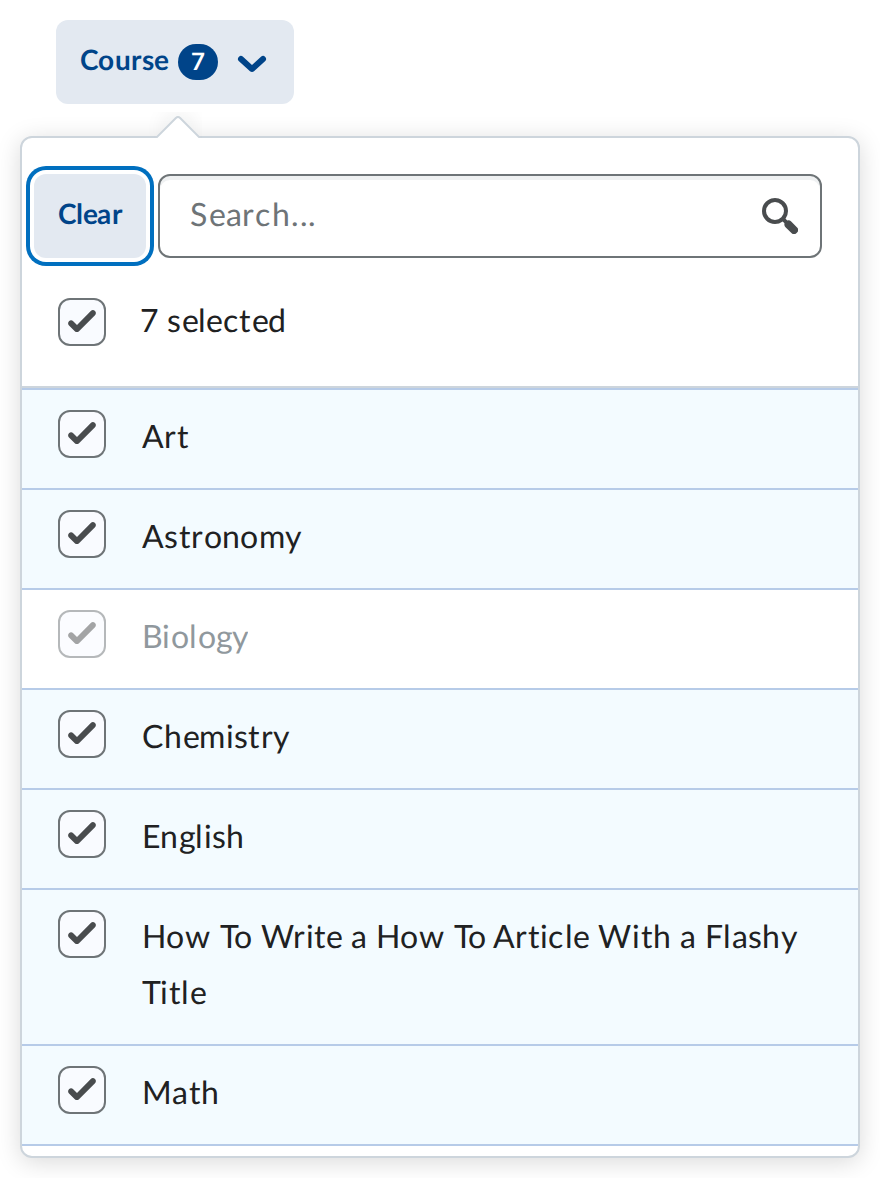 Course 7
Clear
Search...
7 selected
Art
Astronomy
Biology
Chemistry
English
How To Write a How To Article With a Flashy
Title
Math